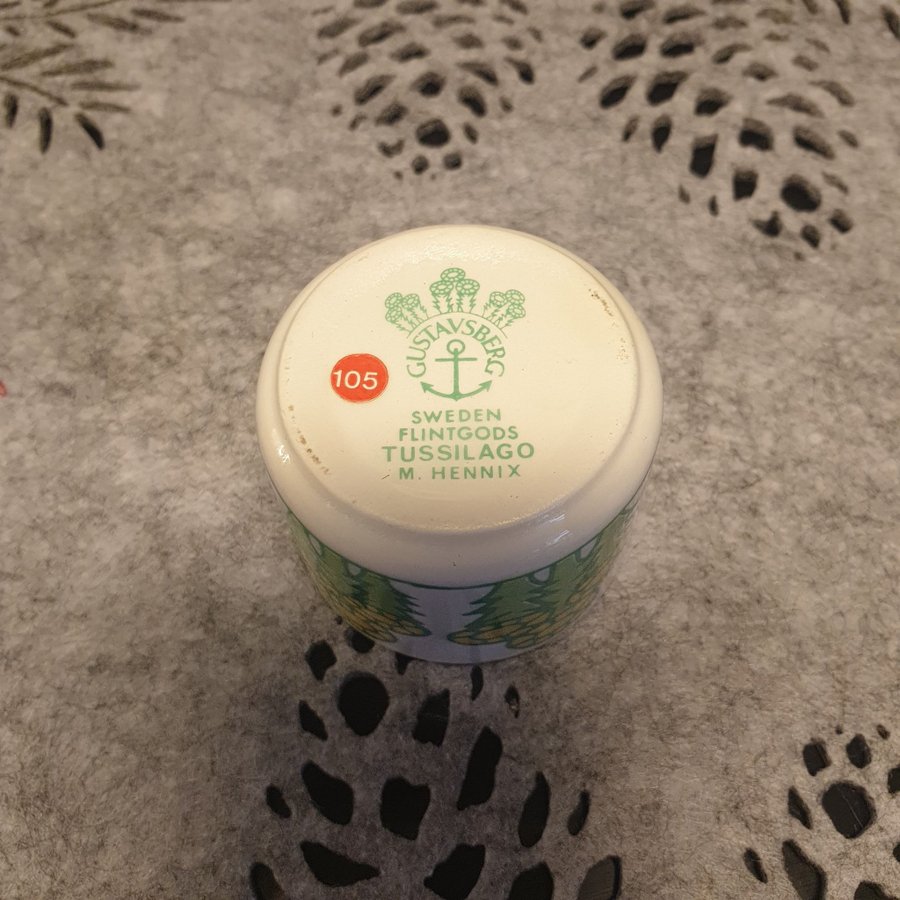 GUSTAVSBERG
105
SWEDEN
FLINTGODS
TUSSILAGO
M. HENNIX